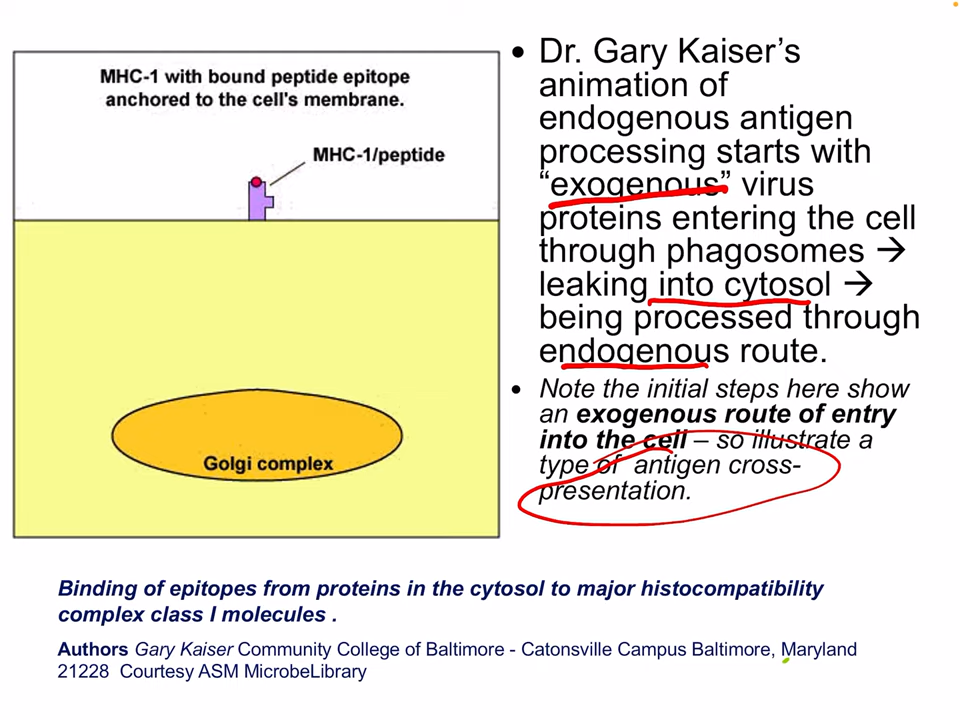 MHC-1 with bound peptide epitope
anchored to the cell's membrane.
MHC-1/peptide
Golgi complex
• Dr. Gary Kaiser’s
animation of
endogenous antigen
processing starts with
“exogenous” virus
proteins entering the cell
through phagosomes →
leaking into cytosol →
being processed through
endogenous route.
• Note the initial steps here show
an exogenous route of entry
into the cell – so illustrate a
type of antigen cross-
presentation.
Binding of epitopes from proteins in the cytosol to major histocompatibility
complex class I molecules .
Authors Gary Kaiser Community College of Baltimore - Catonsville Campus Baltimore, Maryland
21228 Courtesy ASM MicrobeLibrary